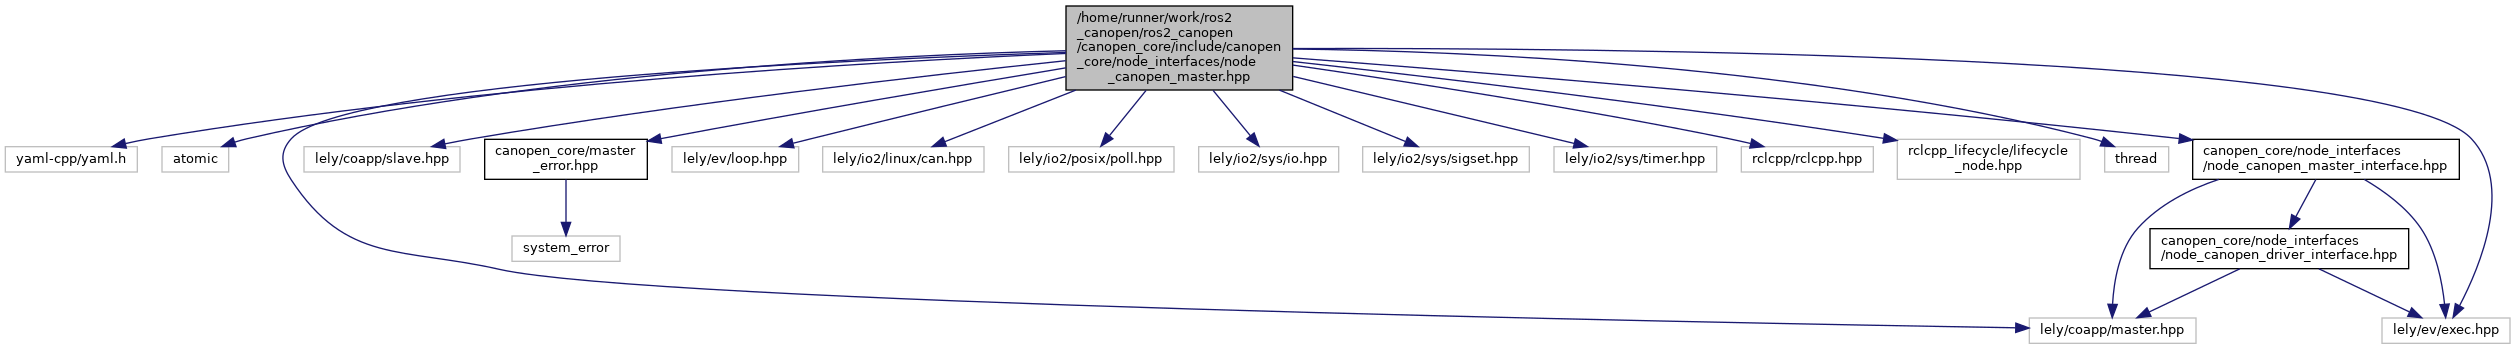 /home/runner/work/ros2
_canopen/ros2_canopen
/canopen_core/include/canopen
_core/node_interfaces/node
_canopen_master.hpp
yaml-cpp/yaml.h
atomic
lely/coapp/slave.hpp
canopen_core/master
_error.hpp
lely/ev/loop.hpp
lely/io2/linux/can.hpp
lely/io2/posix/poll.hpp
lely/io2/sys/io.hpp
lely/io2/sys/sigset.hpp
lely/io2/sys/timer.hpp
rclcpp/rclcpp.hpp
rclcpp_lifecycle/lifecycle
_node.hpp
thread
canopen_core/node_interfaces
/node_canopen_master_interface.hpp
system_error
canopen_core/node_interfaces
/node_canopen_driver_interface.hpp
lely/coapp/master.hpp
lely/ev/exec.hpp